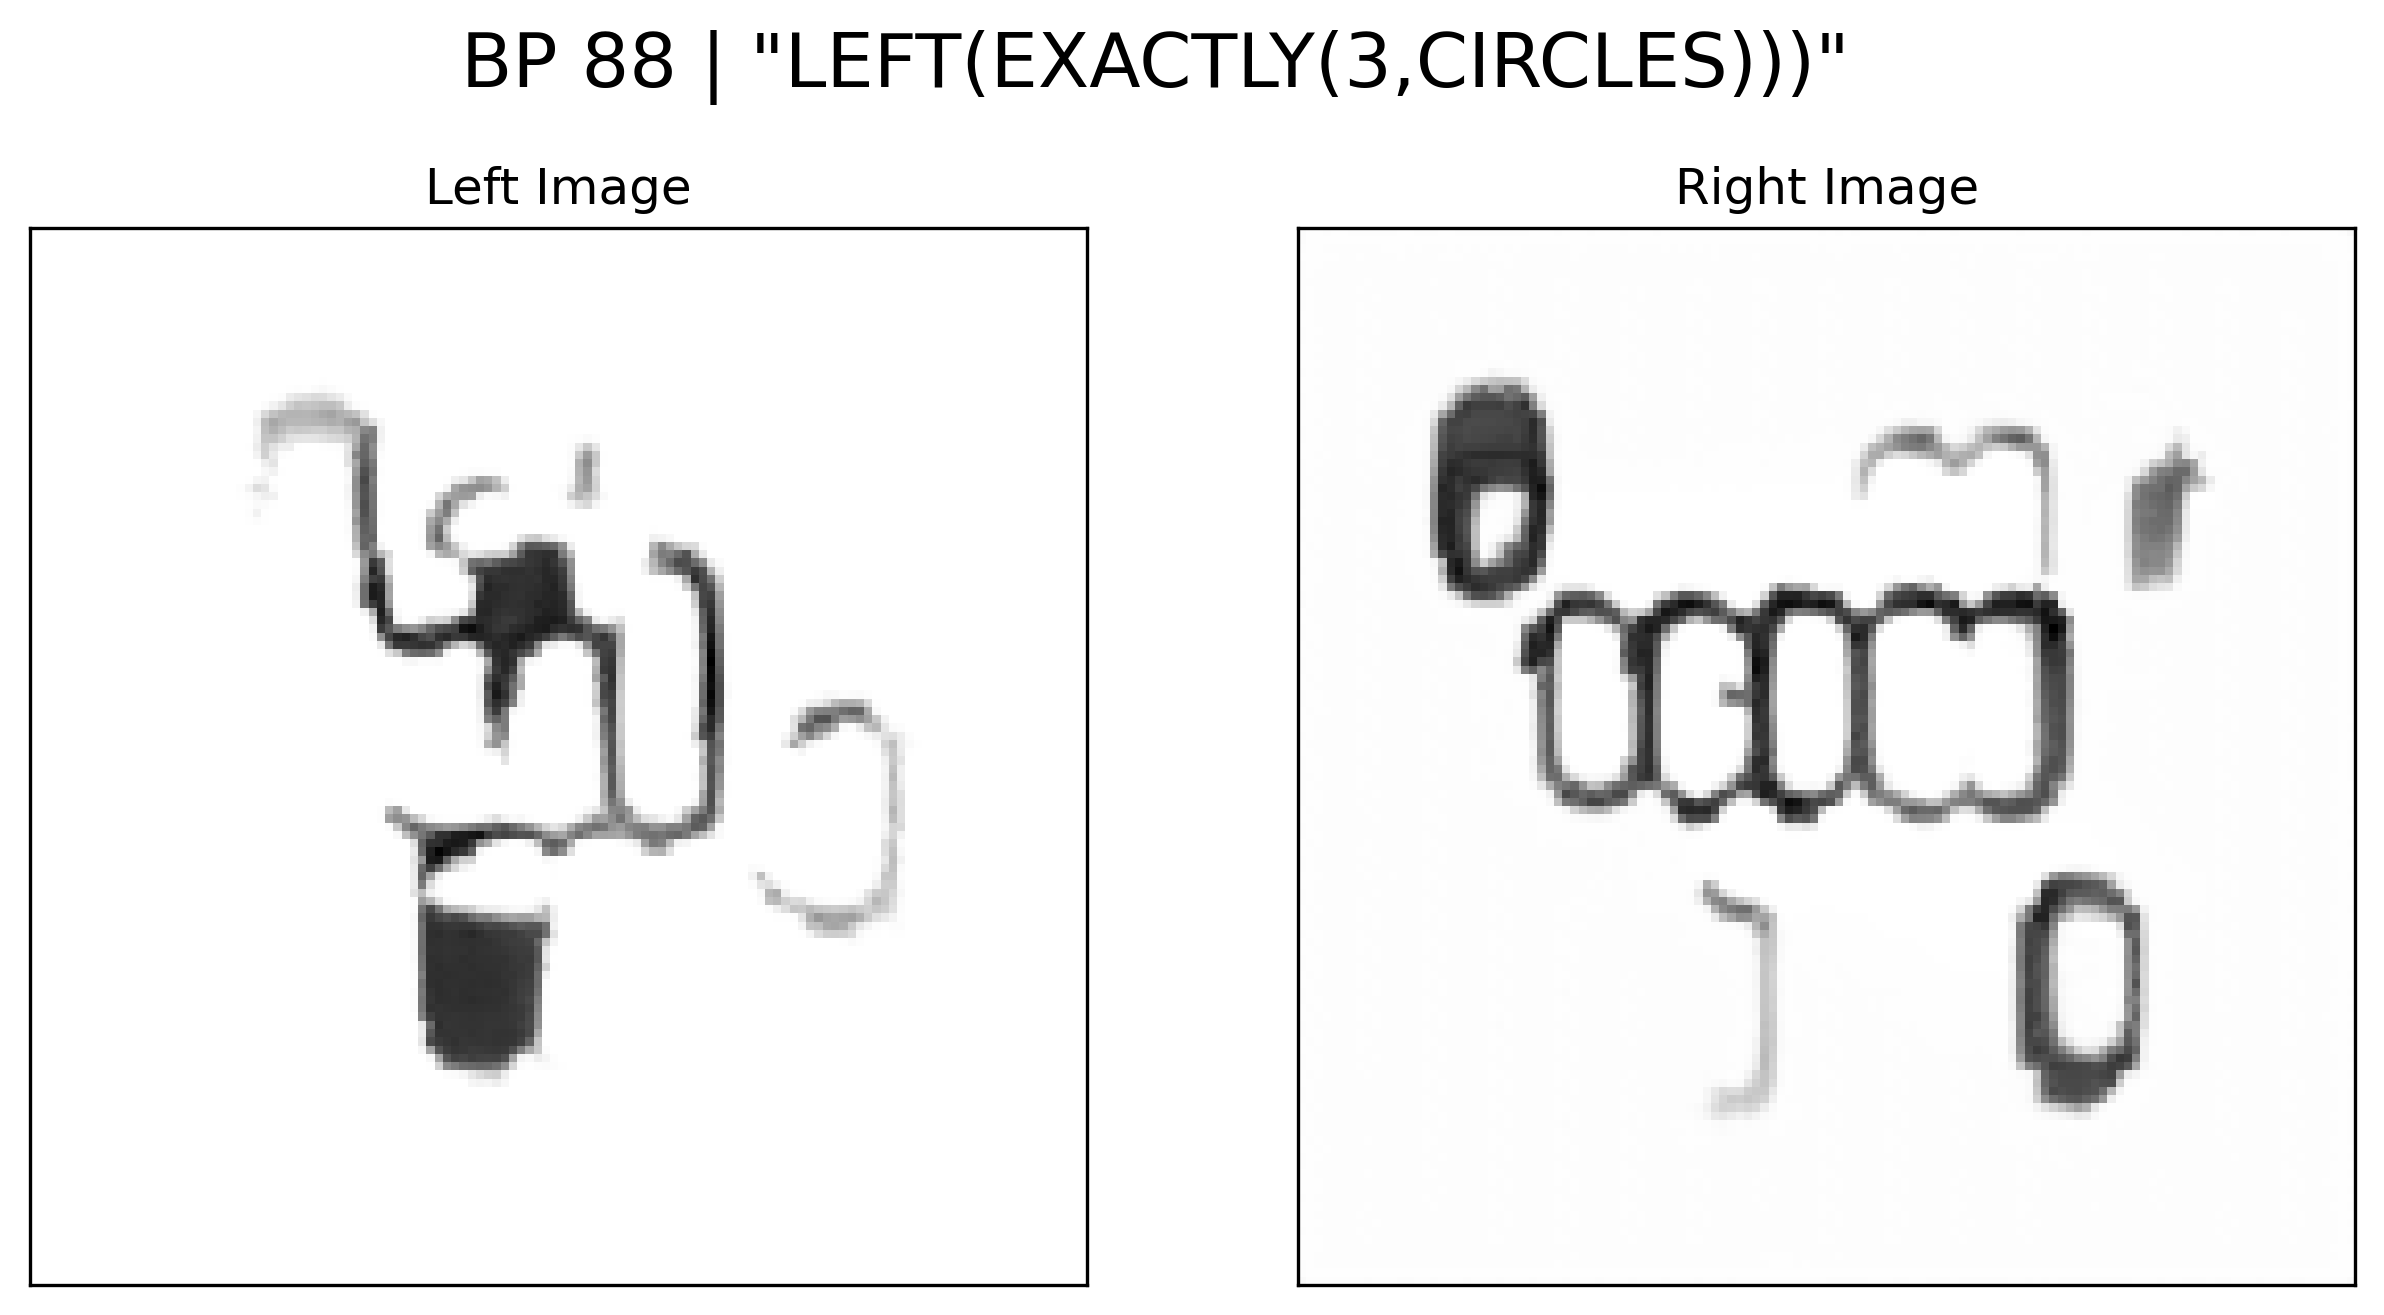 BP 88 | "LEFT(EXACTLY(3,CIRCLES)))"
Left Image
Right Image